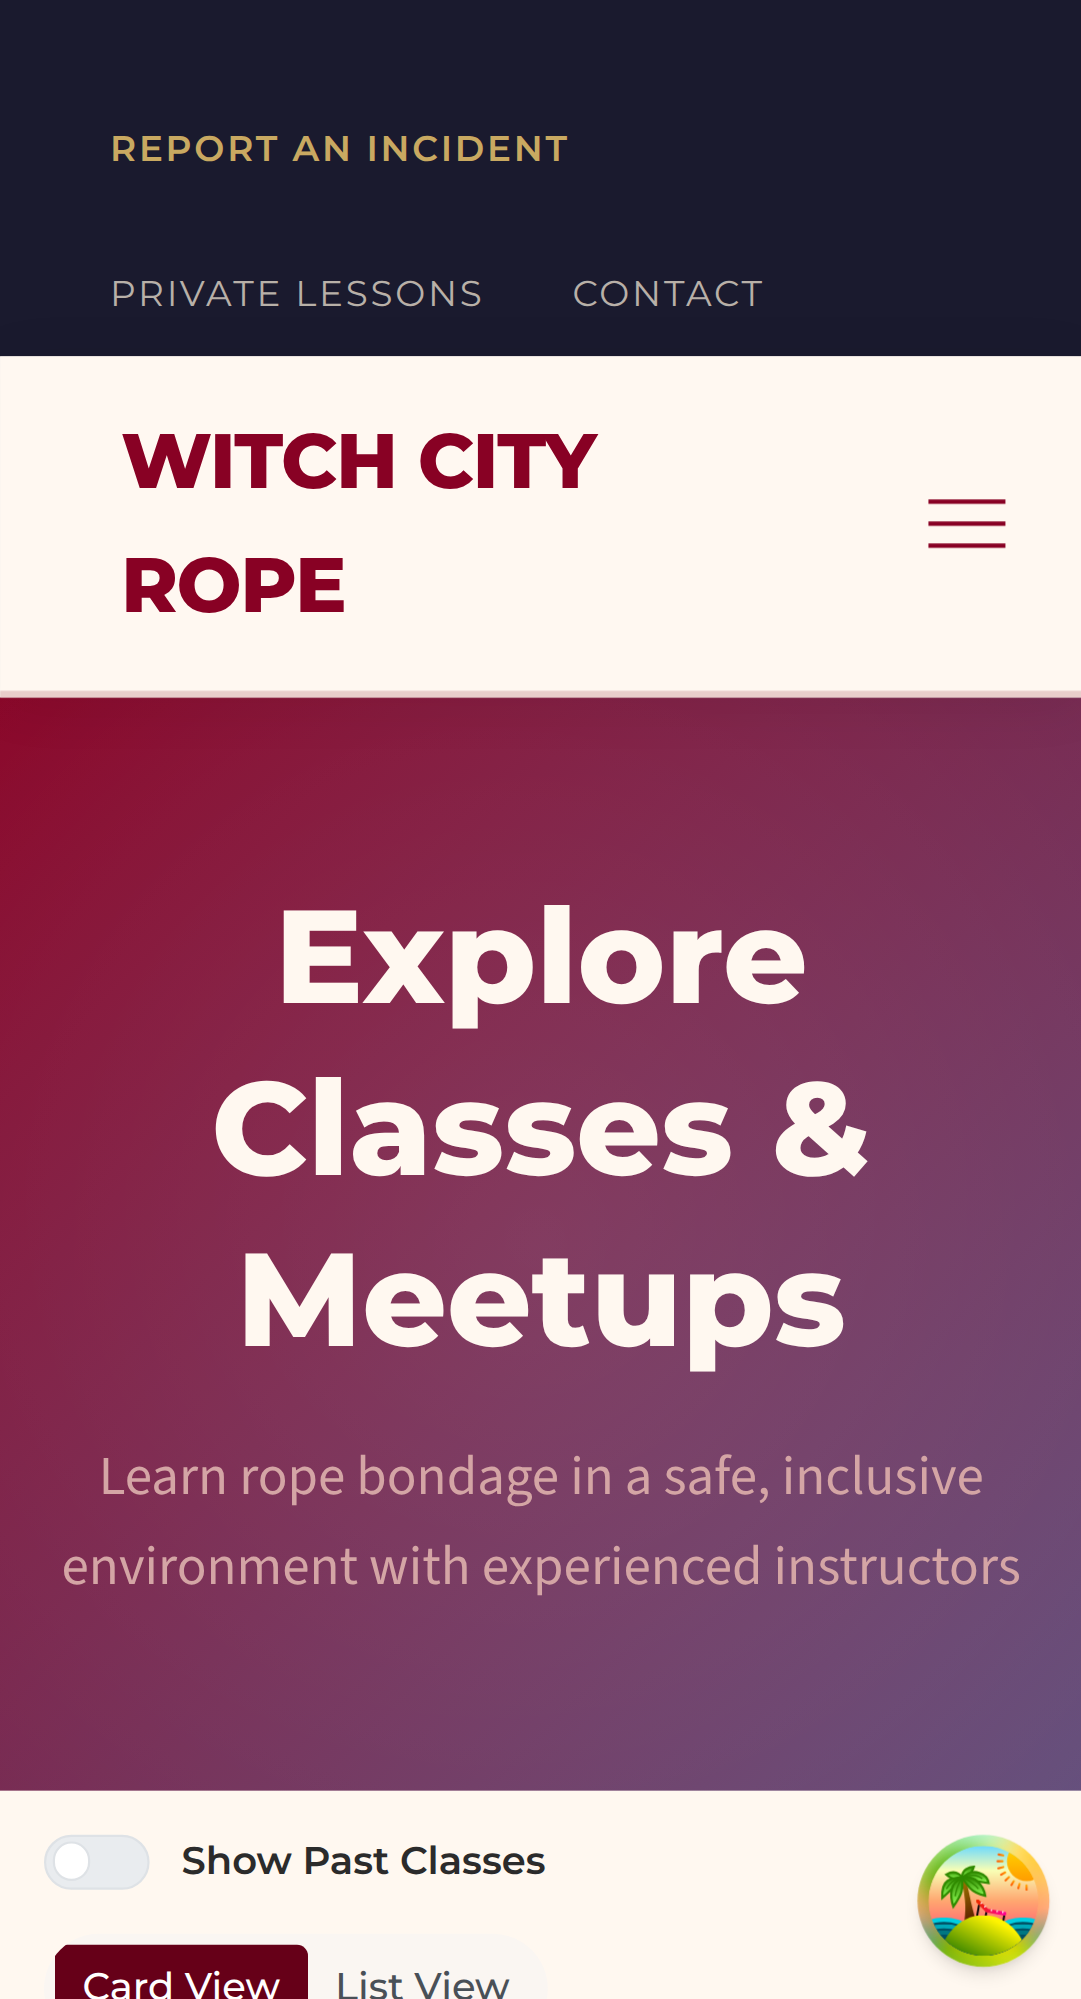 REPORT AN INCIDENT
PRIVATE LESSONS CONTACT
WITCH CITY
ROPE
Explore
Classes &
Meetups
Learn rope bondage in a safe, inclusive
environment with experienced instructors
Show Past Classes
Card View List View